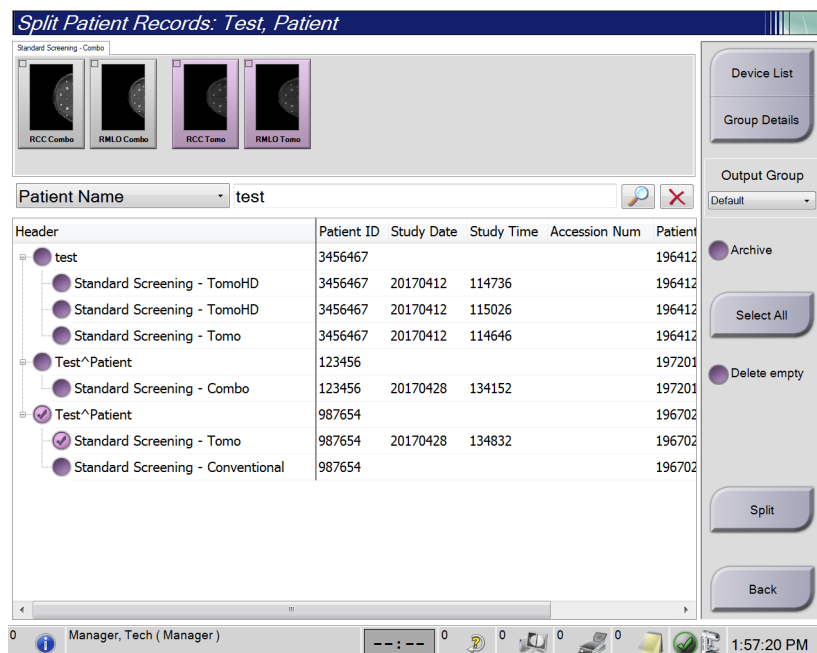 Split Patient Records: Test, Patient
Standard Screening - Combo
RCC Combo
RMLO Combo
RCC Tomo
RMLO Tomo
Device List
Group Details
Output Group
Default
Archive
Select All
Delete empty
Split
Back
Patient Name test
Header Patient ID Study Date Study Time Accession Num Patient
test 3456467 196412
Standard Screening - TomoHD 3456467 20170412 114736 196412
Standard Screening - TomoHD 3456467 20170412 115026 196412
Standard Screening - Tomo 3456467 20170412 114646 196412
Test^Patient 123456 197201
Standard Screening - Combo 123456 20170428 134152 197201
Test^Patient 987654 196702
Standard Screening - Tomo 987654 20170428 134832 196702
Standard Screening - Conventional 987654 196702
0 Manager, Tech ( Manager ) --:-- 0 0 0 0 1:57:20 PM